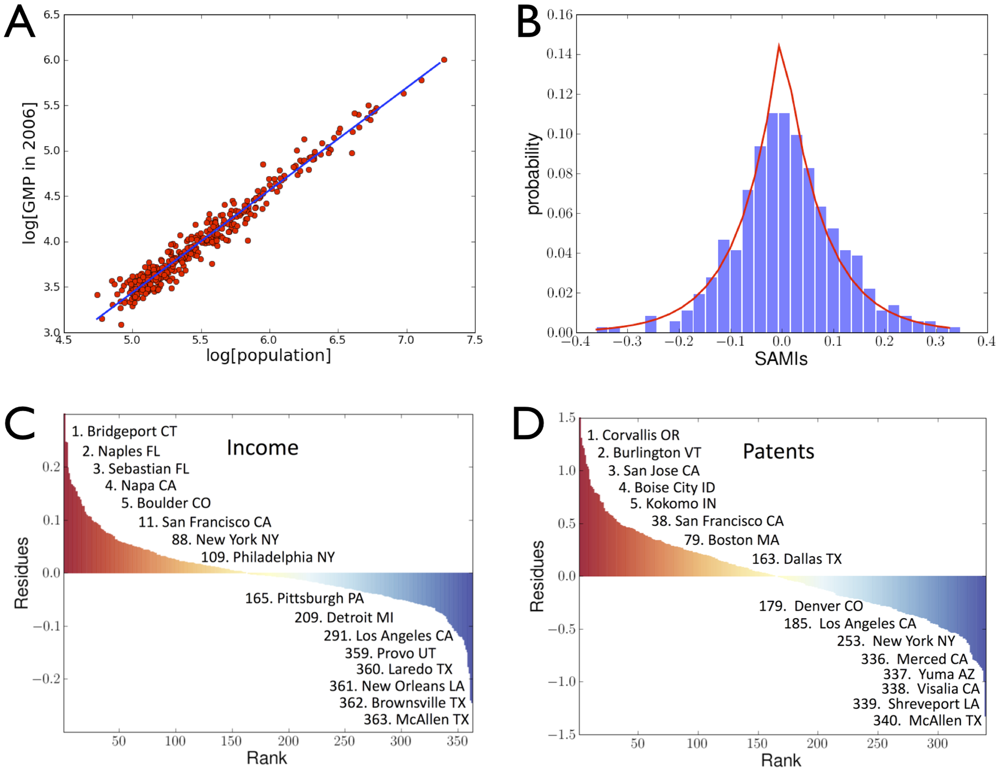 A
6.5
6.0
5.5
5.0
4.5
4.0
3.5
3.0
log[GMP in 2006]
4.5 5.0 5.5 6.0 6.5 7.0 7.5
log[population]
B
0.16
0.14
0.12
0.10
0.08
0.06
0.04
0.02
0.00
probability
−0.4 −0.3 −0.2 −0.1 0.0 0.1 0.2 0.3 0.4
SAMIs
C
Income
1. Bridgeport CT
2. Naples FL
3. Sebastian FL
4. Napa CA
5. Boulder CO
11. San Francisco CA
88. New York NY
109. Philadelphia NY
165. Pittsburgh PA
209. Detroit MI
291. Los Angeles CA
359. Provo UT
360. Laredo TX
361. New Orleans LA
362. Brownsville TX
363. McAllen TX
0.2
0.1
0.0
−0.1
−0.2
Residues
50 100 150 200 250 300 350
Rank
D
Patents
1. Corvallis OR
2. Burlington VT
3. San Jose CA
4. Boise City ID
5. Kokomo IN
38. San Francisco CA
79. Boston MA
163. Dallas TX
179. Denver CO
185. Los Angeles CA
253. New York NY
336. Merced CA
337. Yuma AZ
338. Visalia CA
339. Shreveport LA
340. McAllen TX
1.5
1.0
0.5
0.0
−0.5
−1.0
−1.5
Residues
50 100 150 200 250 300
Rank